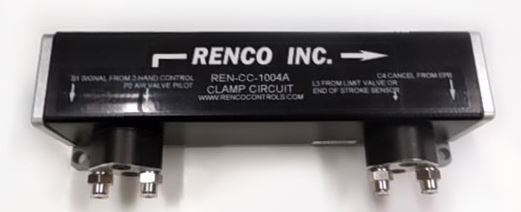 RENCO INC.
REN-CC-1004A
CLAMP CIRCUIT
WWW.RENCOCONTROLS.COM
S1 SIGNAL FROM 2-HAND CONTROL
P2 AIR VALVE PILOT
C4 CANCEL FROM EPR
L3 FROM LIMIT VALVE OR
END OF STROKE SENSOR